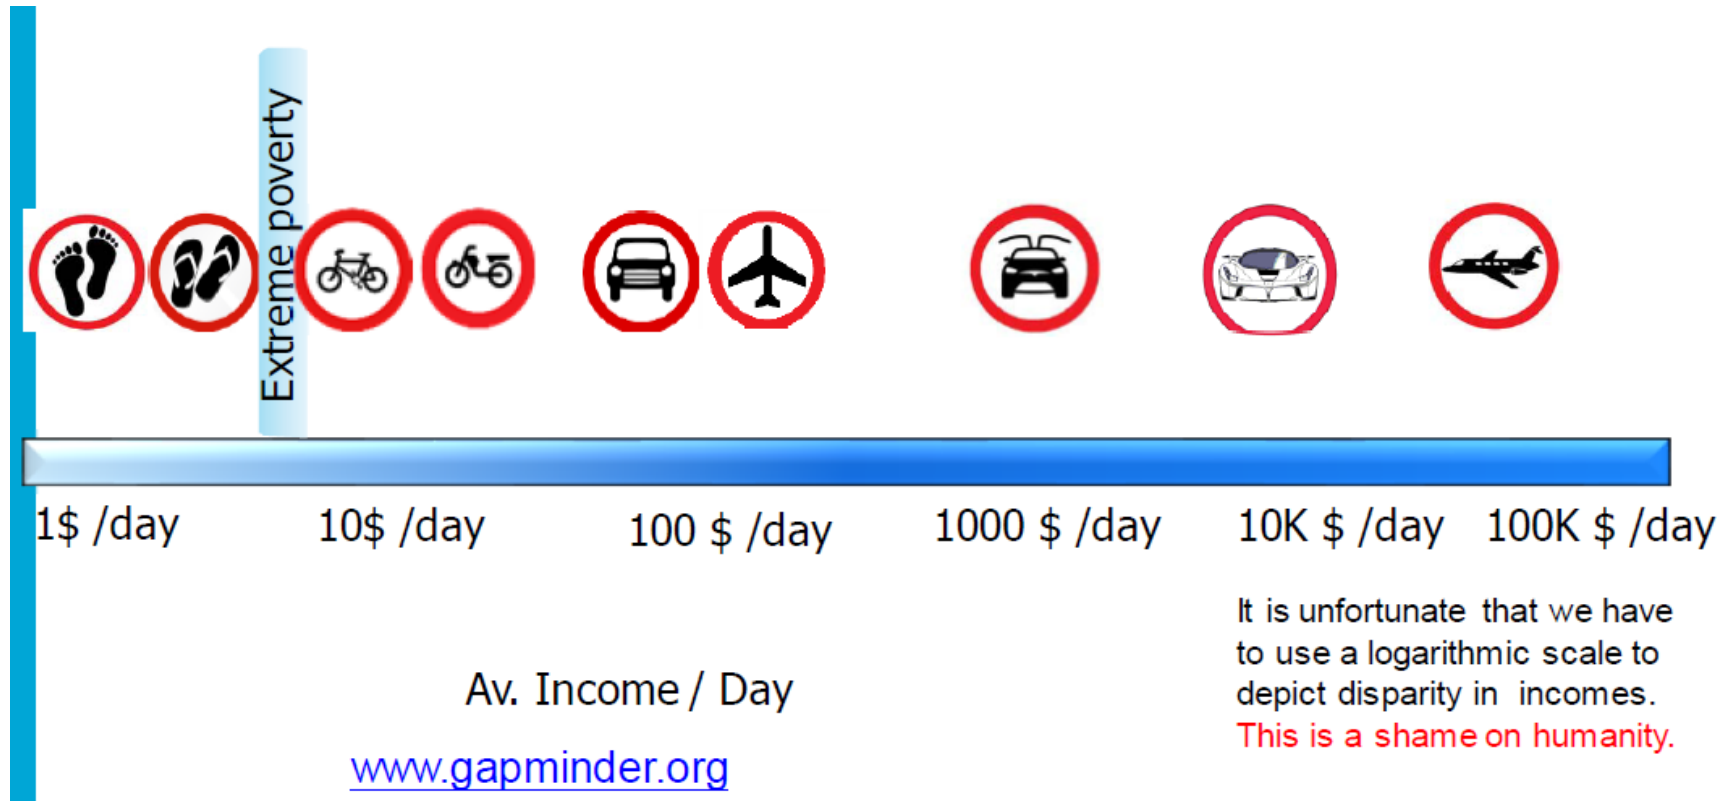 Extreme poverty
1$ /day
10$ /day
100 $ /day
1000 $ /day
10K $ /day
100K $ /day
It is unfortunate that we have
to use a logarithmic scale to
depict disparity in incomes.
This is a shame on humanity.
Av. Income / Day
www.gapminder.org